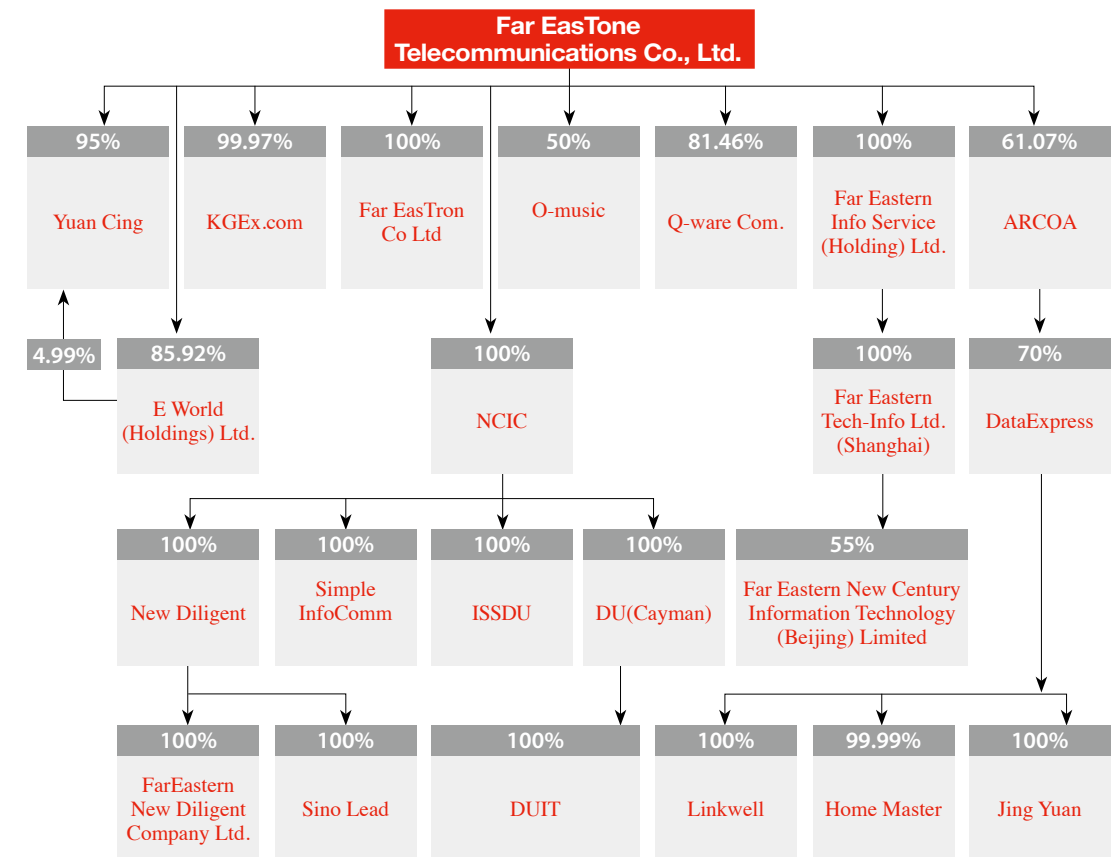 Far EasTone
Telecommunications Co., Ltd.
95%
Yuan Cing
99.97%
KGEx.com
100%
Far EasTron
Co Ltd
50%
O-music
81.46%
Q-ware Com.
100%
Far Eastern
Info Service
(Holding) Ltd.
61.07%
ARCOA
4.99%
85.92%
E World
(Holdings) Ltd.
100%
NCIC
100%
Far Eastern
Tech-Info Ltd.
(Shanghai)
70%
DataExpress
100%
New Diligent
100%
Simple
InfoComm
100%
ISSDU
100%
DU(Cayman)
55%
Far Eastern New Century
Information Technology
(Beijing) Limited
100%
FarEastern
New Diligent
Company Ltd.
100%
Sino Lead
100%
DUIT
100%
Linkwell
99.99%
Home Master
100%
Jing Yuan